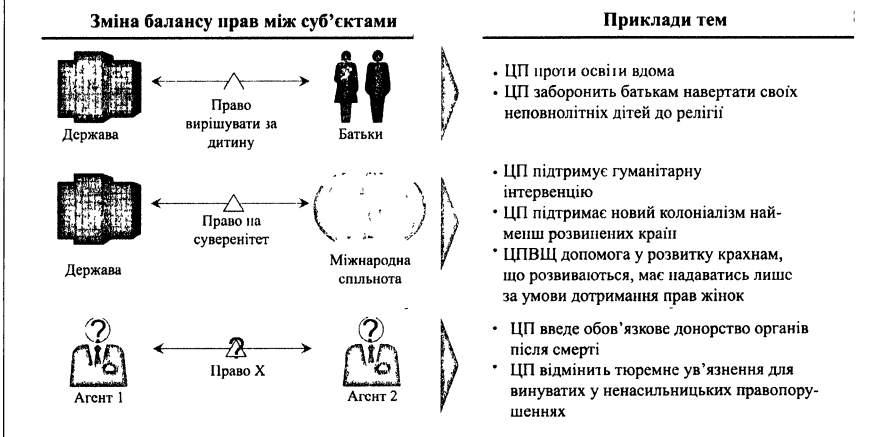 Зміна балансу прав між суб’єктами
Приклади тем
Держава
Право
вирішувати за
дитину
Батьки
• ЦП проти освіти вдома
• ЦП заборонить батькам навертати своїх
неповнолітніх дітей до релігії
Держава
Право на
суверенітет
Міжнародна
спільнота
• ЦП підтримує гуманітарну
інтервенцію
• ЦП підтримає новий колоніалізм най-
менш розвинених країн
• ЦПВЩ допомога у розвитку крахнам,
що розвиваються, має надаватись лише
за умови дотримання прав жінок
?
Агент 1
?
Право X
?
Агент 2
• ЦП введе обов’язкове донорство органів
після смерті
• ЦП відмінить тюремне ув’язнення для
винуватих у ненасильницьких правопору-
шеннях